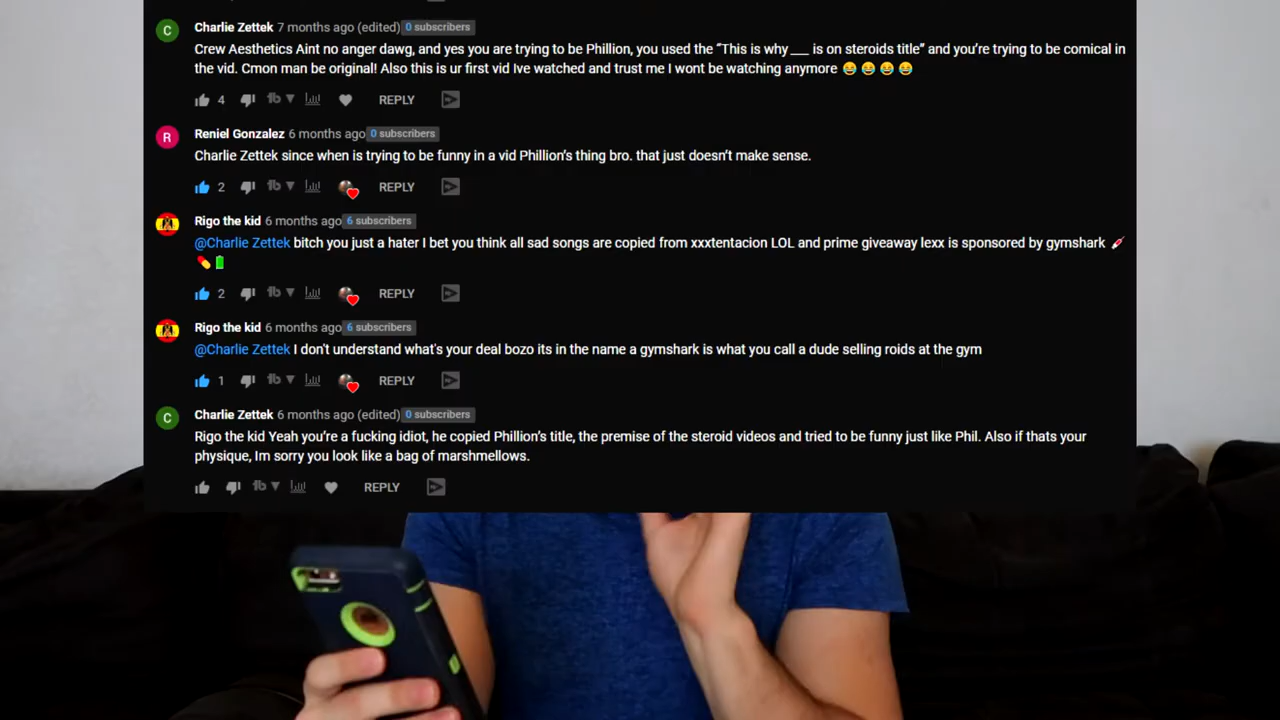 C Charlie Zettek 7 months ago (edited) 0 subscribers
Crew Aesthetics Aint no anger dawg, and yes you are trying to be Phillion, you used the “This is why ___ is on steroids title” and you’re trying to be comical in
the vid. Cmon man be original! Also this is ur first vid Ive watched and trust me I wont be watching anymore 😂 😂 😂 😂
4 REPLY
R Reniel Gonzalez 6 months ago 0 subscribers
Charlie Zettek since when is trying to be funny in a vid Phillion’s thing bro. that just doesn’t make sense.
2 REPLY
Rigo the kid 6 months ago 6 subscribers
@Charlie Zettek bitch you just a hater I bet you think all sad songs are copied from xxxtentacion LOL and prime giveaway lexx is sponsored by gymshark 💉
💊🔋
2 REPLY
Rigo the kid 6 months ago 6 subscribers
@Charlie Zettek I don't understand what's your deal bozo its in the name a gymshark is what you call a dude selling roids at the gym
1 REPLY
C Charlie Zettek 6 months ago (edited) 0 subscribers
Rigo the kid Yeah you’re a fucking idiot, he copied Phillion’s title, the premise of the steroid videos and tried to be funny just like Phil. Also if thats your
physique, Im sorry you look like a bag of marshmellows.
REPLY